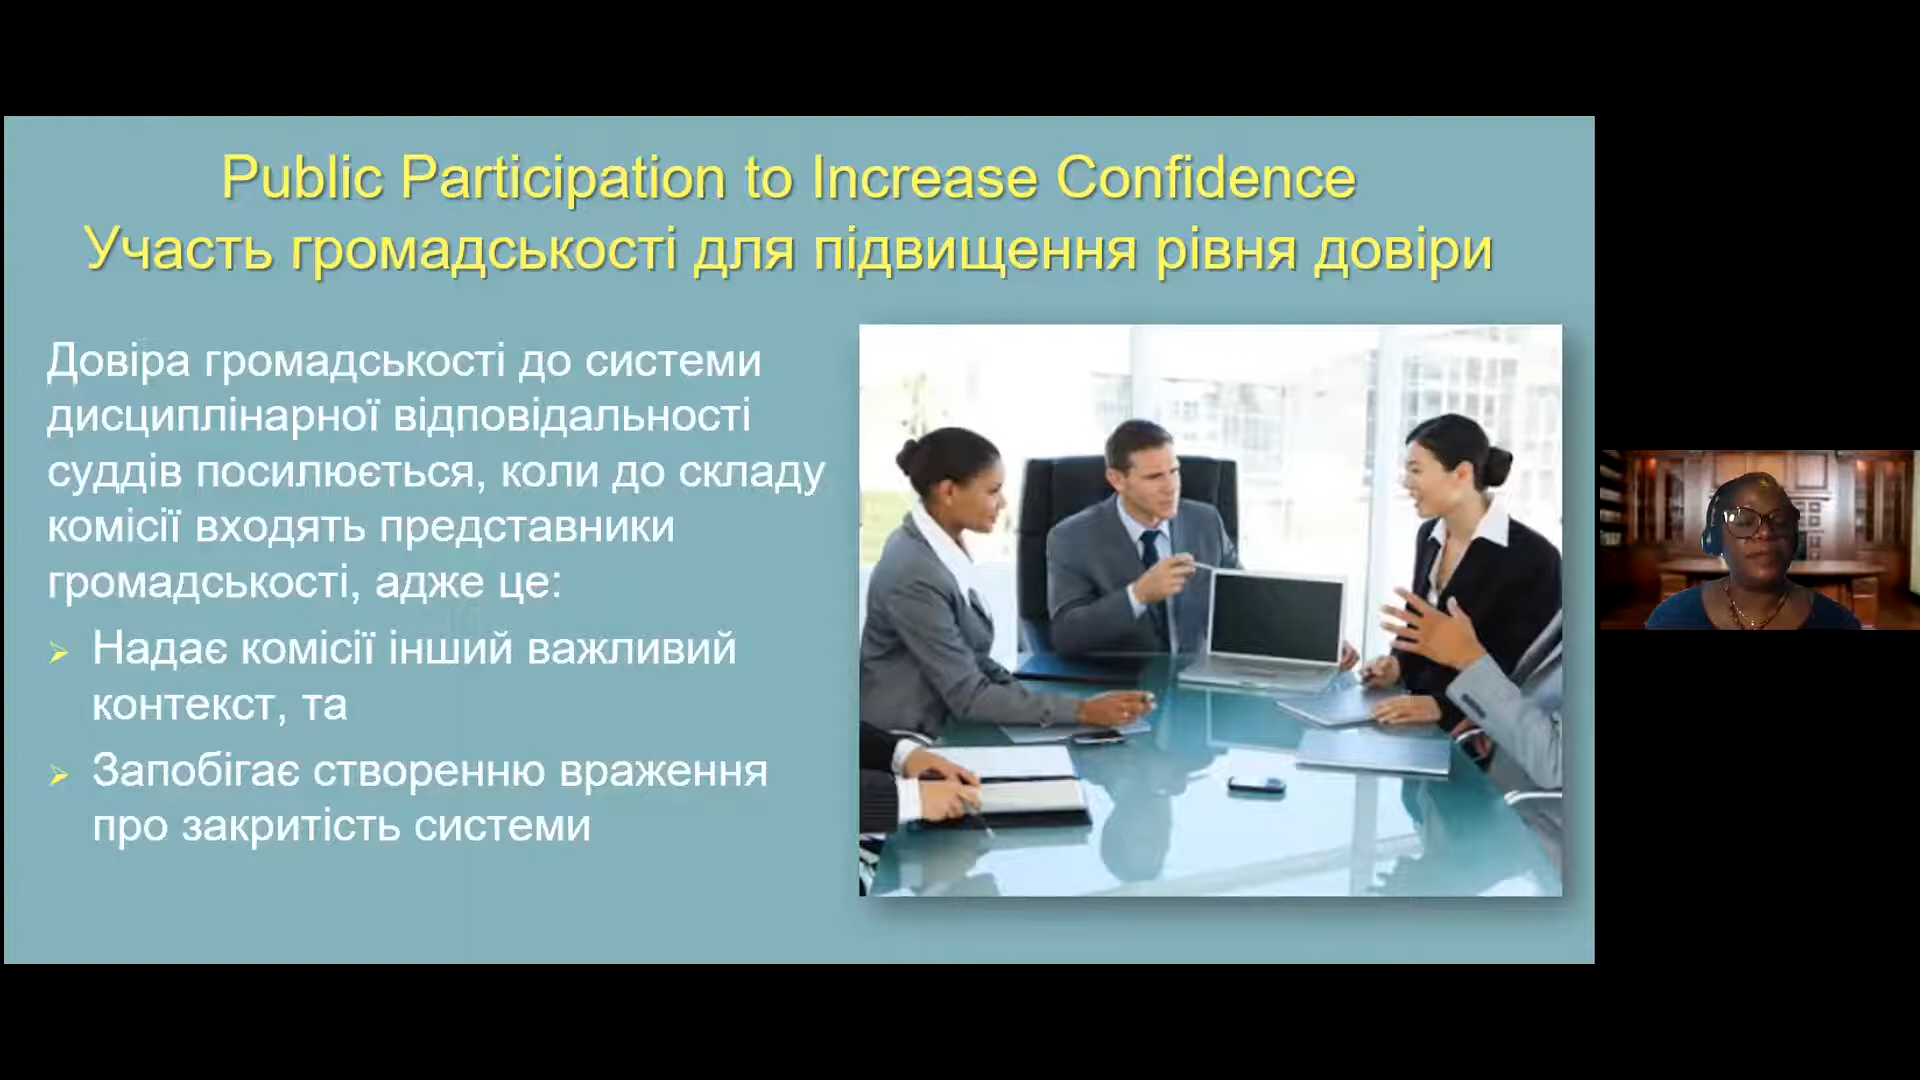 Public Participation to Increase Confidence
Участь громадськості для підвищення рівня довіри
Довіра громадськості до системи
дисциплінарної відповідальності
суддів посилюється, коли до складу
комісії входять представники
громадськості, адже це:
Надає комісії інший важливий
контекст, та
Запобігає створенню враження
про закритість системи